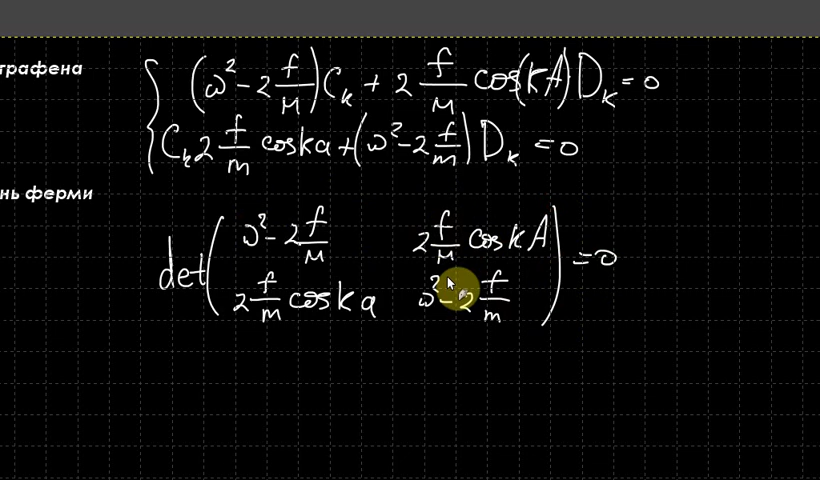 графена
(ω² - 2 f/M) C_k + 2 f/M cos(kA) D_k = 0
C_k 2 f/m cos ka + (ω² - 2 f/m) D_k = 0
нь ферми
det( ω² - 2 f/M 2 f/M cos kA
2 f/m cos ka ω² - 2 f/m ) = 0